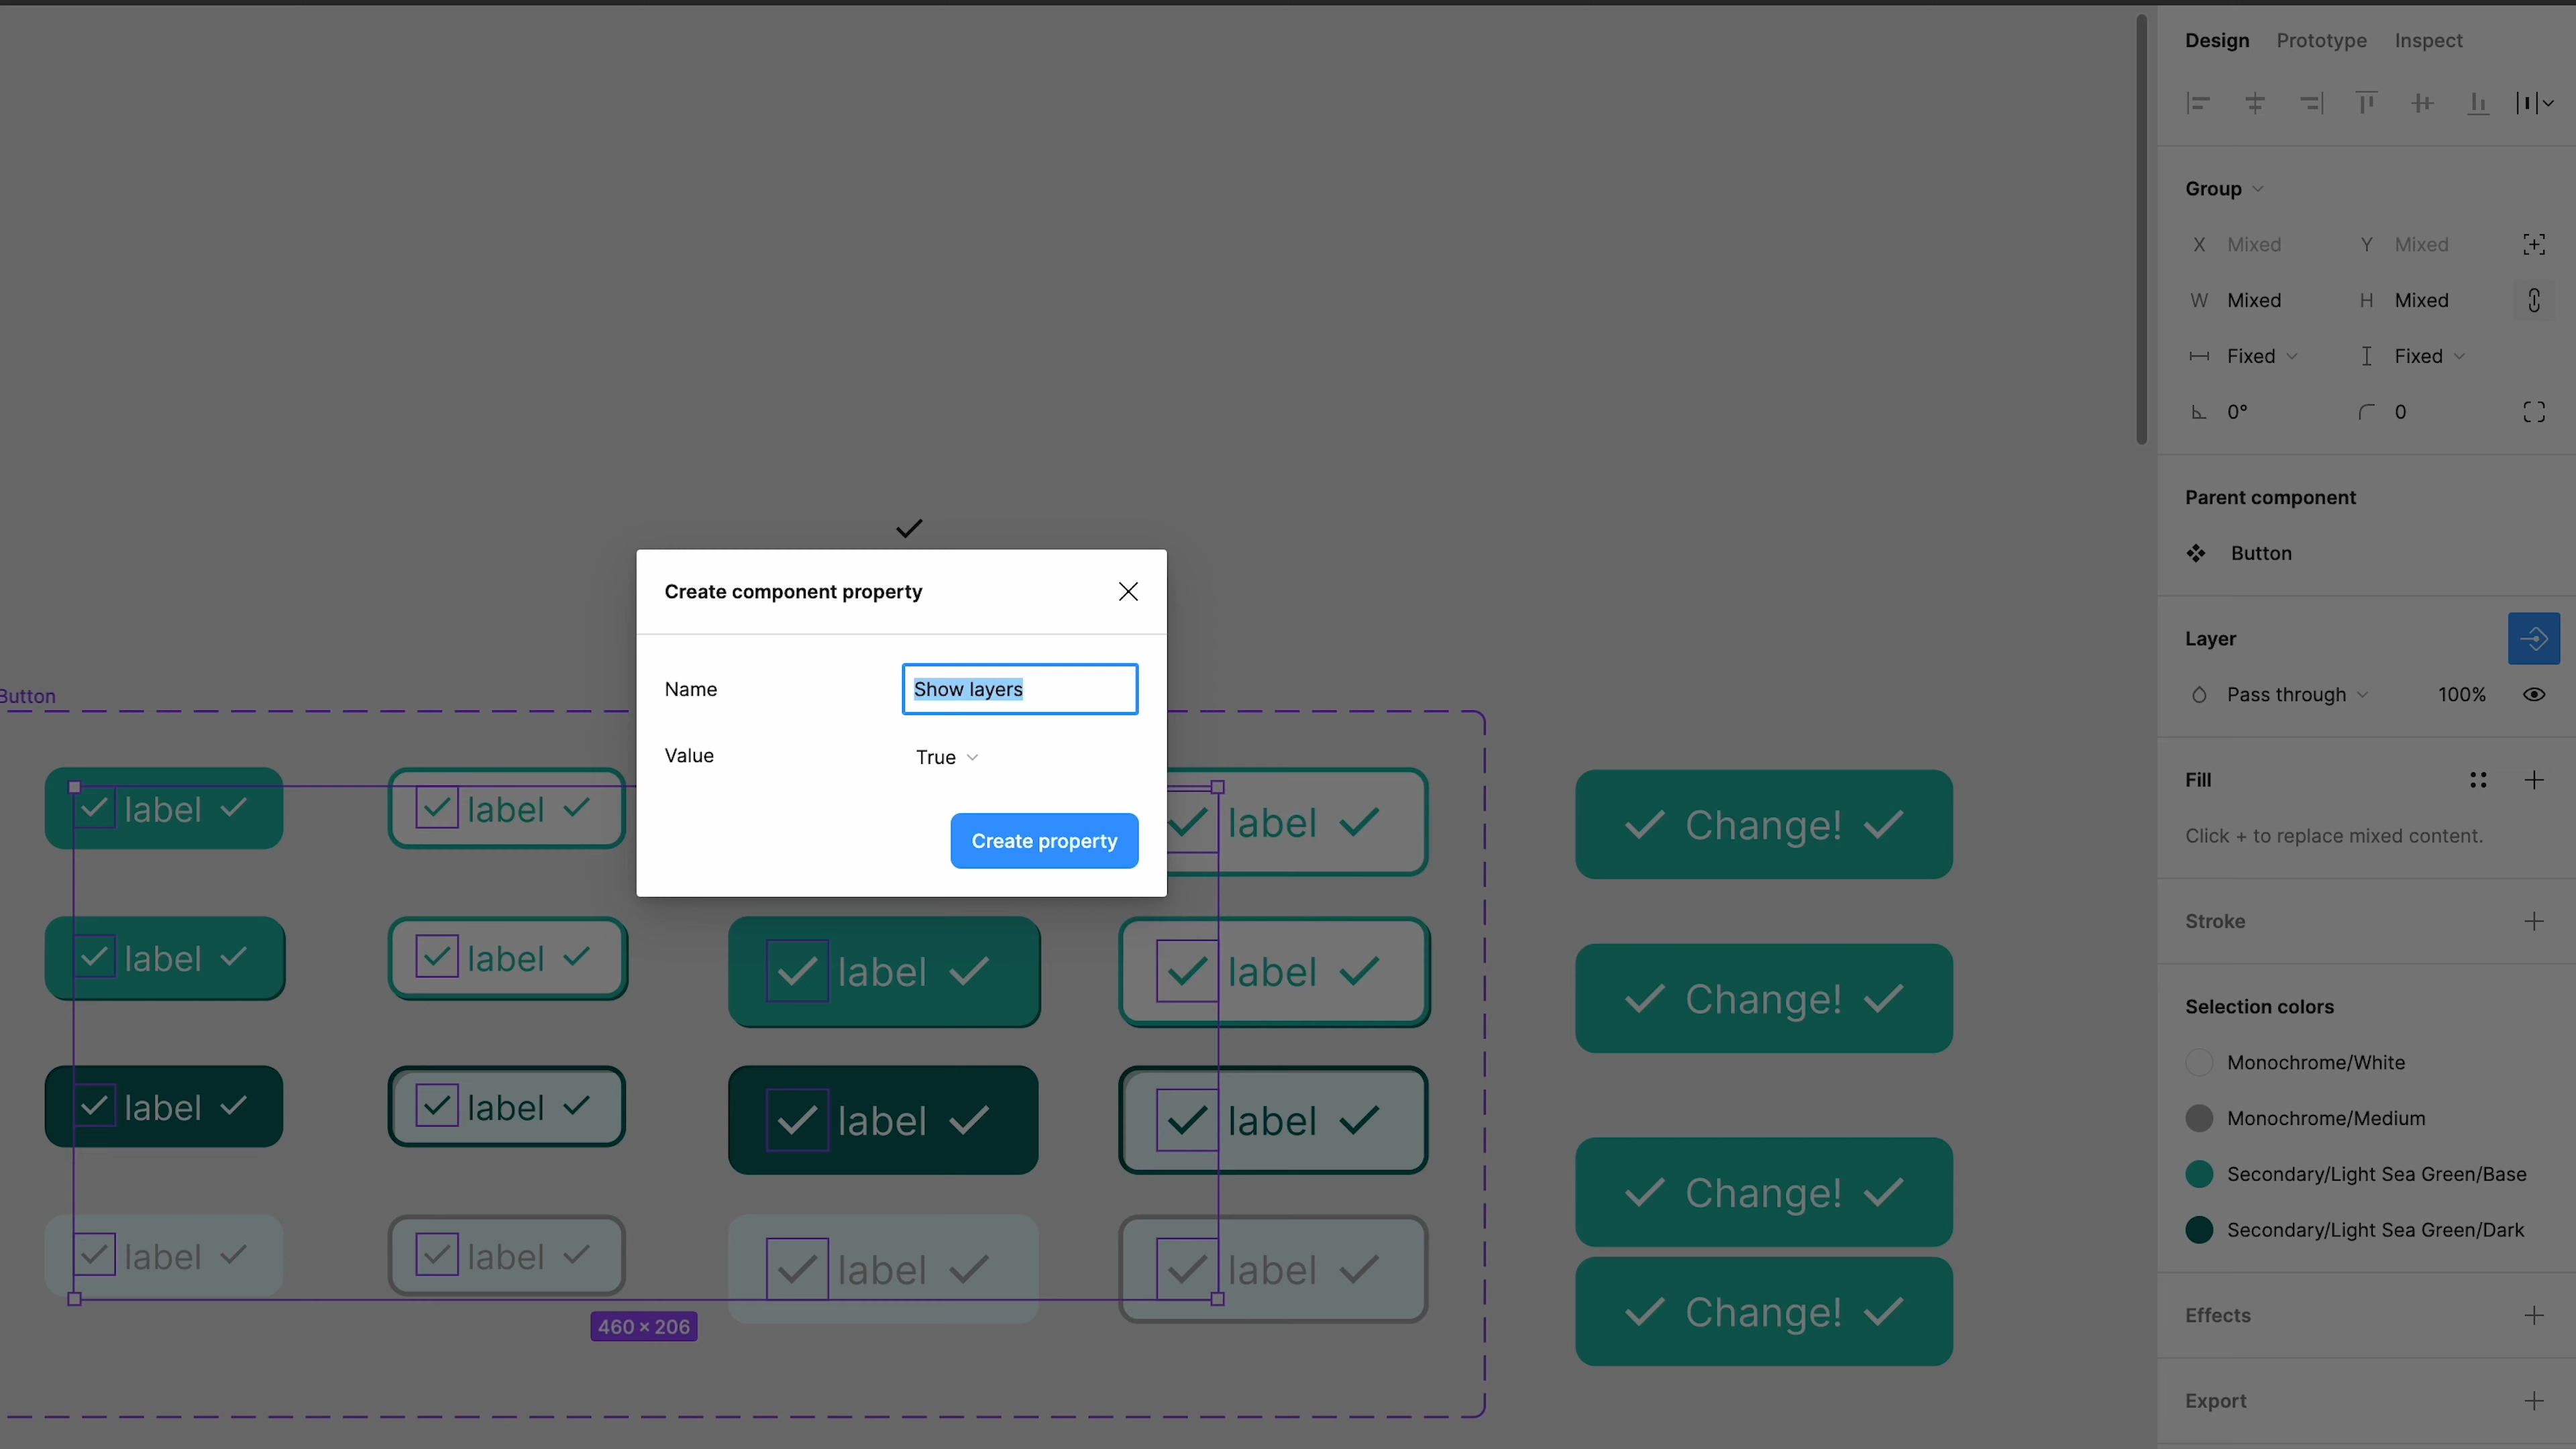 Design Prototype Inspect
Group
X Mixed Y Mixed
W Mixed H Mixed
Fixed Fixed
0° 0
Parent component
Button
Layer
Pass through 100%
Fill
Click + to replace mixed content.
Stroke
Selection colors
Monochrome/White
Monochrome/Medium
Secondary/Light Sea Green/Base
Secondary/Light Sea Green/Dark
Effects
Export
Create component property
Name Show layers
Value True
Create property
Button
label label label Change!
label label label label Change!
label label label label Change!
label label label label Change!
460 × 206